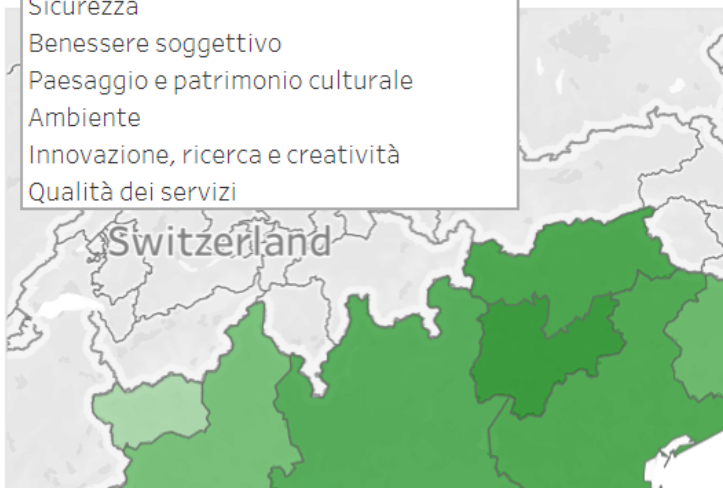 Sicurezza
Benessere soggettivo
Paesaggio e patrimonio culturale
Ambiente
Innovazione, ricerca e creatività
Qualità dei servizi
Switzerland